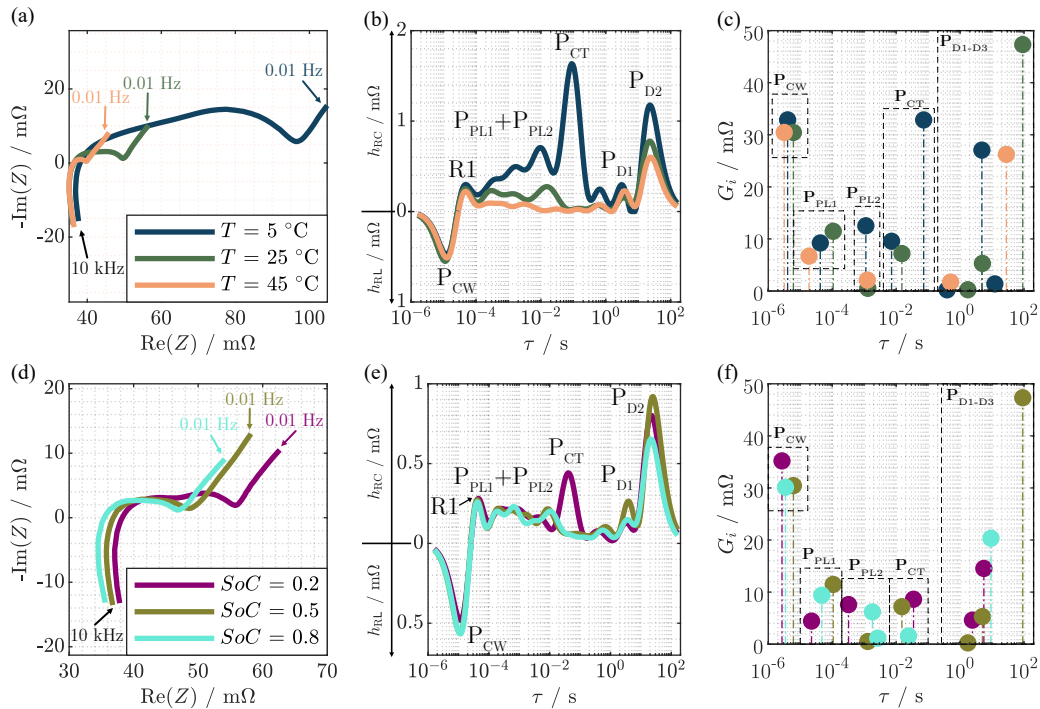 (a)
20
0
-20
-Im(Z) / mΩ
0.01 Hz
0.01 Hz
0.01 Hz
10 kHz
T = 5 °C
T = 25 °C
T = 45 °C
40 60 80 100
Re(Z) / mΩ
(b)
2
1
0
1
h_RC / mΩ
h_RL / mΩ
P_CT
P_D2
P_PL1+P_PL2
P_D1
R1
P_CW
10^-6 10^-4 10^-2 10^0 10^2
τ / s
(c)
50
40
30
20
10
0
G_i / mΩ
P_D1-D3
P_CW
P_CT
P_PL1
P_PL2
10^-6 10^-4 10^-2 10^0 10^2
τ / s
(d)
20
10
0
-10
-20
-Im(Z) / mΩ
0.01 Hz
0.01 Hz
0.01 Hz
10 kHz
SoC = 0.2
SoC = 0.5
SoC = 0.8
30 40 50 60 70
Re(Z) / mΩ
(e)
1
0.5
0
0.5
h_RC / mΩ
h_RL / mΩ
P_D2
P_CT
P_PL1+P_PL2
P_D1
R1
P_CW
10^-6 10^-4 10^-2 10^0 10^2
τ / s
(f)
50
40
30
20
10
0
G_i / mΩ
P_D1-D3
P_CW
P_PL1
P_PL2
P_CT
10^-6 10^-4 10^-2 10^0 10^2
τ / s